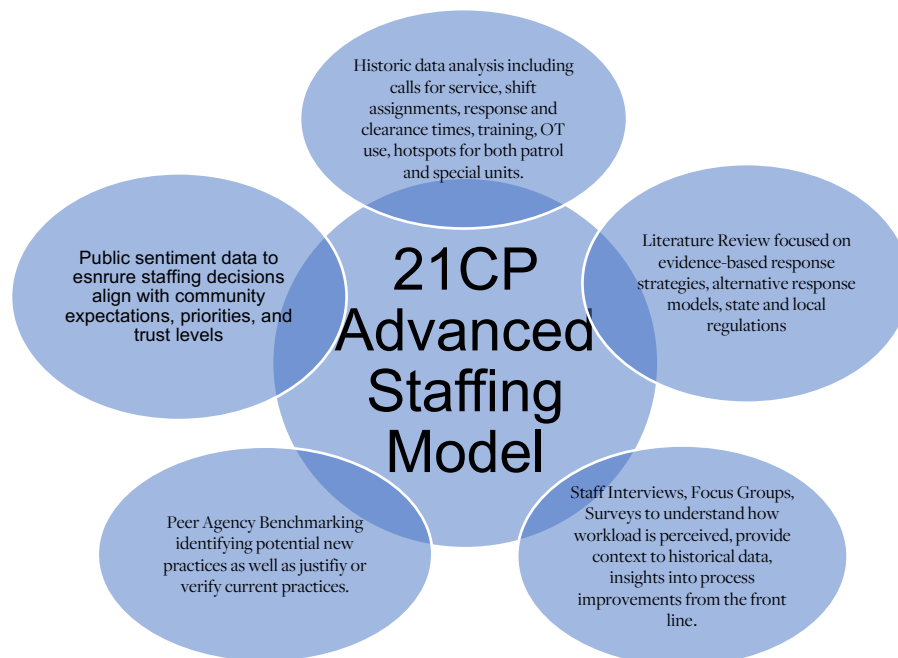 Historic data analysis including
calls for service, shift
assignments, response and
clearance times, training, OT
use, hotspots for both patrol
and special units.
Literature Review focused on
evidence-based response
strategies, alternative response
models, state and local
regulations
Staff Interviews, Focus Groups,
Surveys to understand how
workload is perceived, provide
context to historical data,
insights into process
improvements from the front
line.
Peer Agency Benchmarking
identifying potential new
practices as well as justifiy or
verify current practices.
Public sentiment data to
esnrure staffing decisions
align with community
expectations, priorities, and
trust levels
21CP
Advanced
Staffing
Model